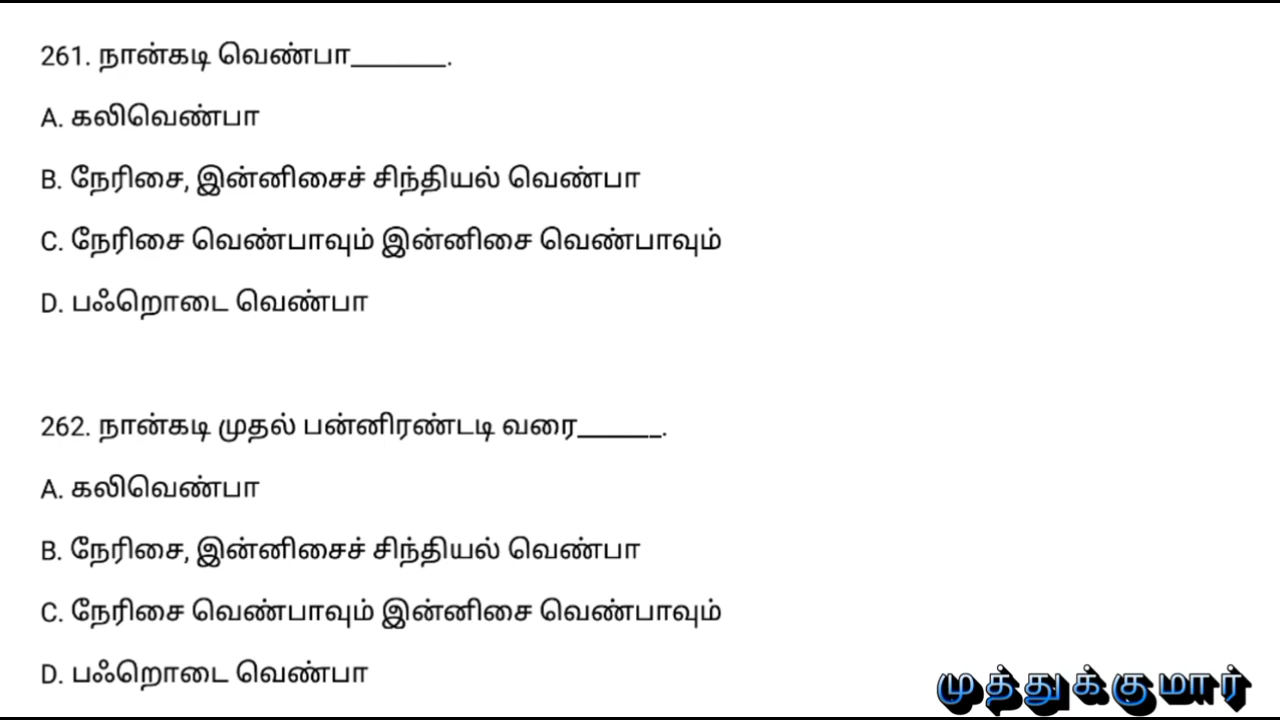 261. நான்கடி வெண்பா_______.
A. கலிவெண்பா
B. நேரிசை, இன்னிசைச் சிந்தியல் வெண்பா
C. நேரிசை வெண்பாவும் இன்னிசை வெண்பாவும்
D. பஃறொடை வெண்பா
262. நான்கடி முதல் பன்னிரண்டடி வரை______.
A. கலிவெண்பா
B. நேரிசை, இன்னிசைச் சிந்தியல் வெண்பா
C. நேரிசை வெண்பாவும் இன்னிசை வெண்பாவும்
D. பஃறொடை வெண்பா
முத்துக்குமார்